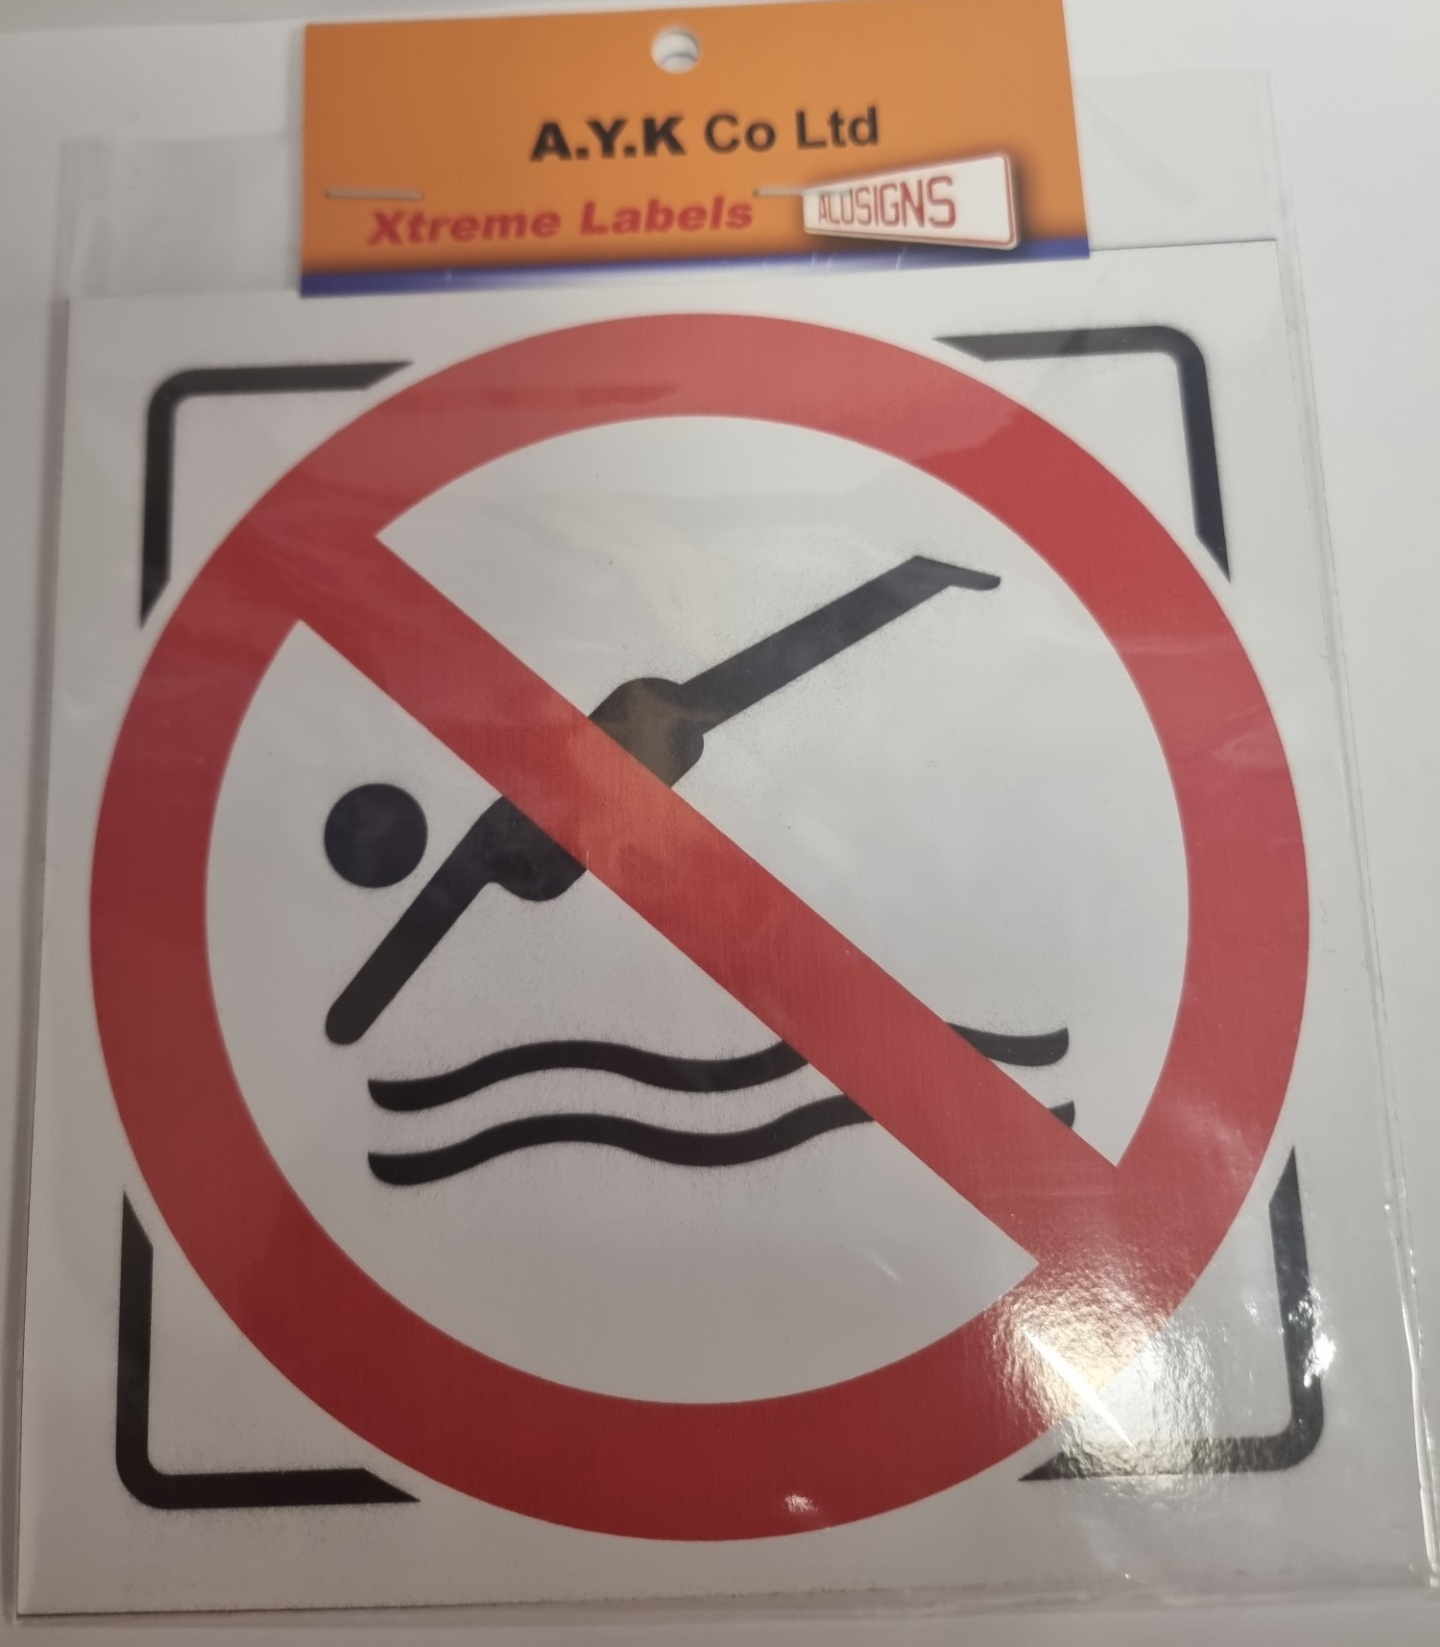 A.Y.K Co Ltd
Xtreme Labels
ALUSIGNS